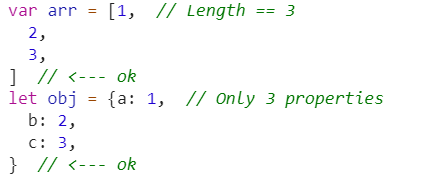 var arr = [1,  // Length == 3
  2,
  3,
]  // <--- ok
let obj = {a: 1,  // Only 3 properties
  b: 2,
  c: 3,
}  // <--- ok